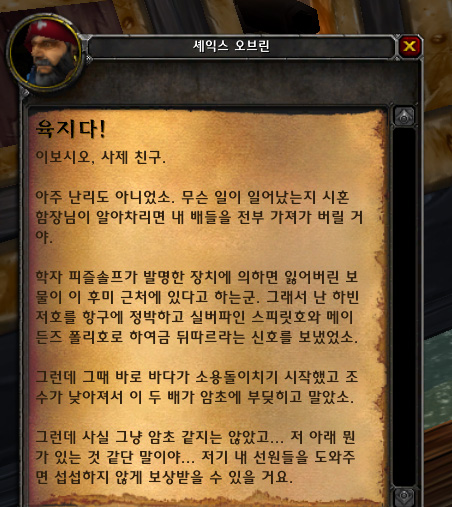 셰익스 오브린
육지다!
이보시오, 사제 친구.
아주 난리도 아니었소. 무슨 일이 일어났는지 시혼
함장님이 알아차리면 내 배들을 전부 가져가 버릴 거
야.
학자 피즐솔프가 발명한 장치에 의하면 잃어버린 보
물이 이 후미 근처에 있다고 하는군. 그래서 난 하빈
저호를 항구에 정박하고 실버파인 스피릿호와 메이
든즈 폴리호로 하여금 뒤따르라는 신호를 보냈었소.
그런데 그때 바로 바다가 소용돌이치기 시작했고 조
수가 낮아져서 이 두 배가 암초에 부딪히고 말았소.
그런데 사실 그냥 암초 같지는 않았고... 저 아래 뭔
가 있는 것 같단 말이야... 저기 내 선원들을 도와주
면 섭섭하지 않게 보상받을 수 있을 거요.